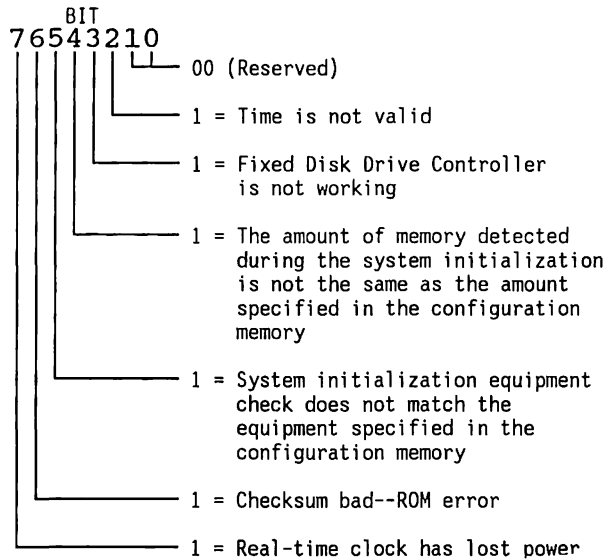 BIT
76543210
00 (Reserved)
1 = Time is not valid
1 = Fixed Disk Drive Controller
is not working
1 = The amount of memory detected
during the system initialization
is not the same as the amount
specified in the configuration
memory
1 = System initialization equipment
check does not match the
equipment specified in the
configuration memory
1 = Checksum bad--ROM error
1 = Real-time clock has lost power